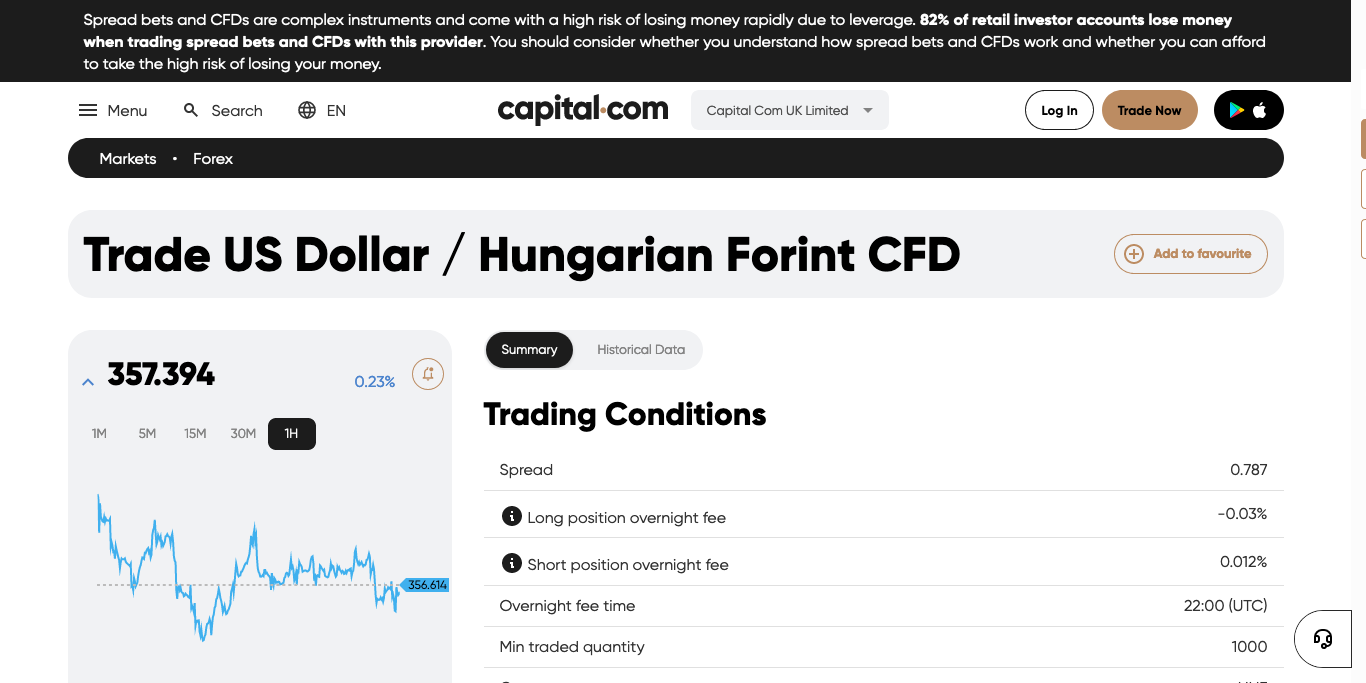 Spread bets and CFDs are complex instruments and come with a high risk of losing money rapidly due to leverage. 82% of retail investor accounts lose money
when trading spread bets and CFDs with this provider. You should consider whether you understand how spread bets and CFDs work and whether you can afford
to take the high risk of losing your money.
Menu Search EN capital.com Capital Com UK Limited Log In Trade Now
Markets • Forex
Trade US Dollar / Hungarian Forint CFD Add to favourite
357.394 0.23%
1M 5M 15M 30M 1H
356.614
Summary Historical Data
Trading Conditions
Spread 0.787
Long position overnight fee -0.03%
Short position overnight fee 0.012%
Overnight fee time 22:00 (UTC)
Min traded quantity 1000